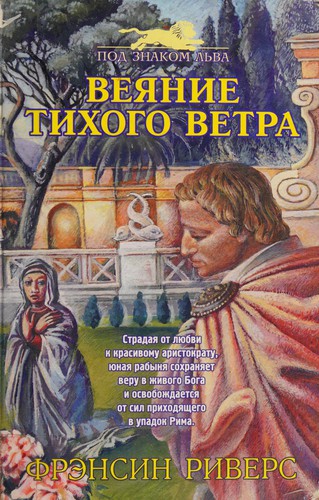 ПОД ЗНАКОМ ЛЬВА
ВЕЯНИЕ
ТИХОГО ВЕТРА
Страдая от любви
к красивому аристократу,
юная рабыня сохраняет
веру в живого Бога
и освобождается
от сил приходящего
в упадок Рима.
ФРЭНСИН РИВЕРС